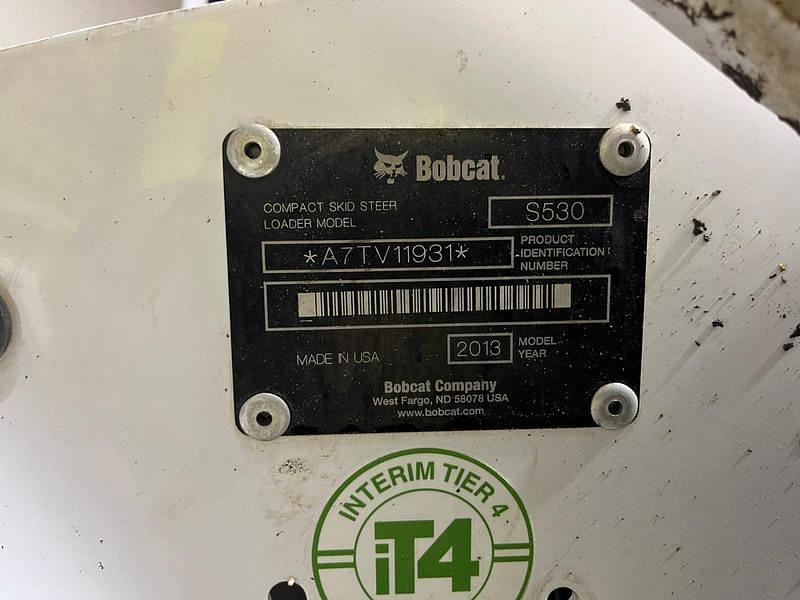 Bobcat.
COMPACT SKID STEER
LOADER MODEL
S530
*A7TV11931*
PRODUCT
IDENTIFICATION
NUMBER
MADE IN USA
2013
MODEL
YEAR
Bobcat Company
West Fargo, ND 58078 USA
www.bobcat.com
INTERIM TIER 4
iT4